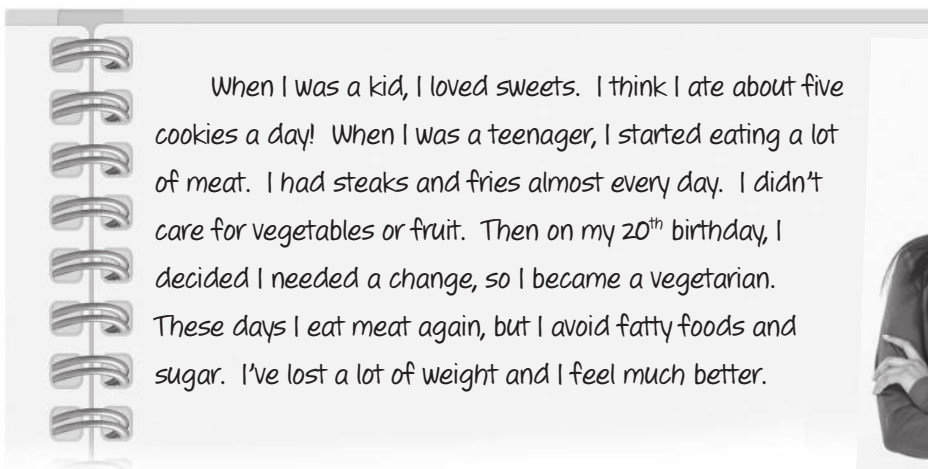 When I was a kid, I loved sweets. I think I ate about five
cookies a day! When I was a teenager, I started eating a lot
of meat. I had steaks and fries almost every day. I didn't
care for vegetables or fruit. Then on my 20th birthday, I
decided I needed a change, so I became a vegetarian.
These days I eat meat again, but I avoid fatty foods and
sugar. I've lost a lot of weight and I feel much better.